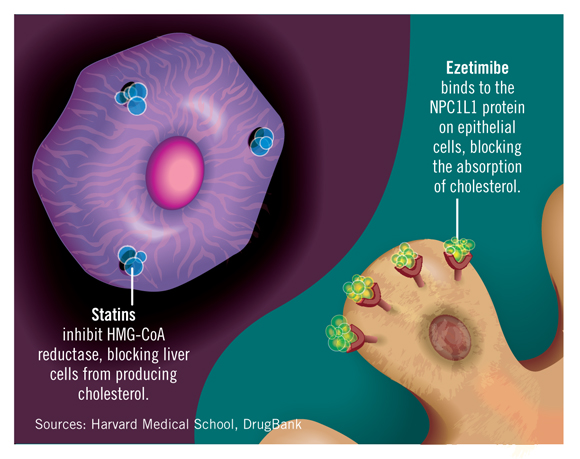 Ezetimibe
binds to the
NPC1L1 protein
on epithelial
cells, blocking
the absorption
of cholesterol.
Statins
inhibit HMG-CoA
reductase, blocking liver
cells from producing
cholesterol.
Sources: Harvard Medical School, DrugBank